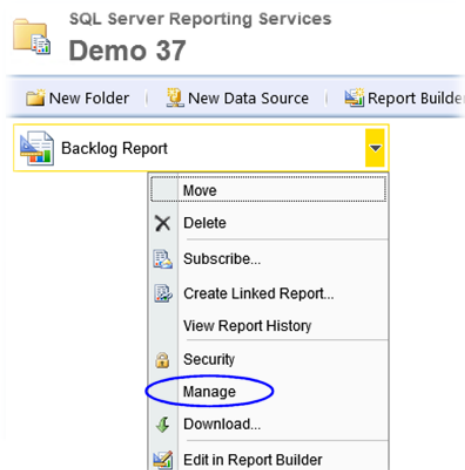 SQL Server Reporting Services
Demo 37
New Folder New Data Source Report Builder
Backlog Report
Move
Delete
Subscribe...
Create Linked Report...
View Report History
Security
Manage
Download...
Edit in Report Builder